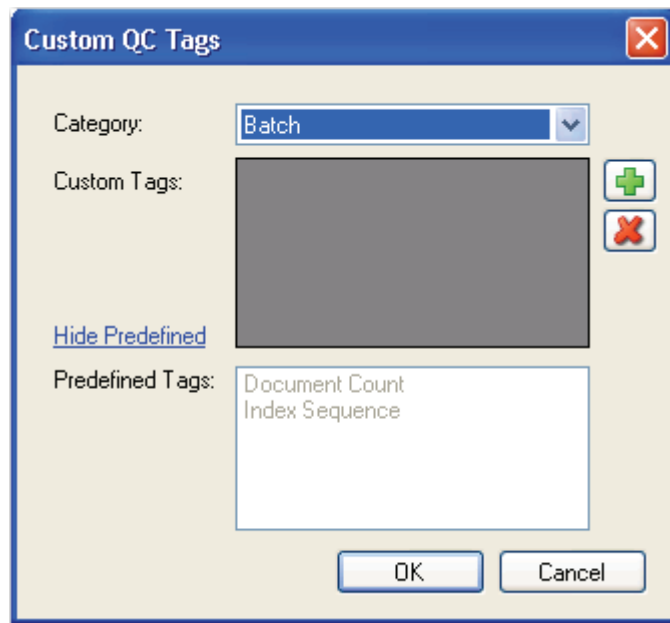 Custom QC Tags
Category:
Batch
Custom Tags:
Hide Predefined
Predefined Tags:
Document Count
Index Sequence
OK
Cancel